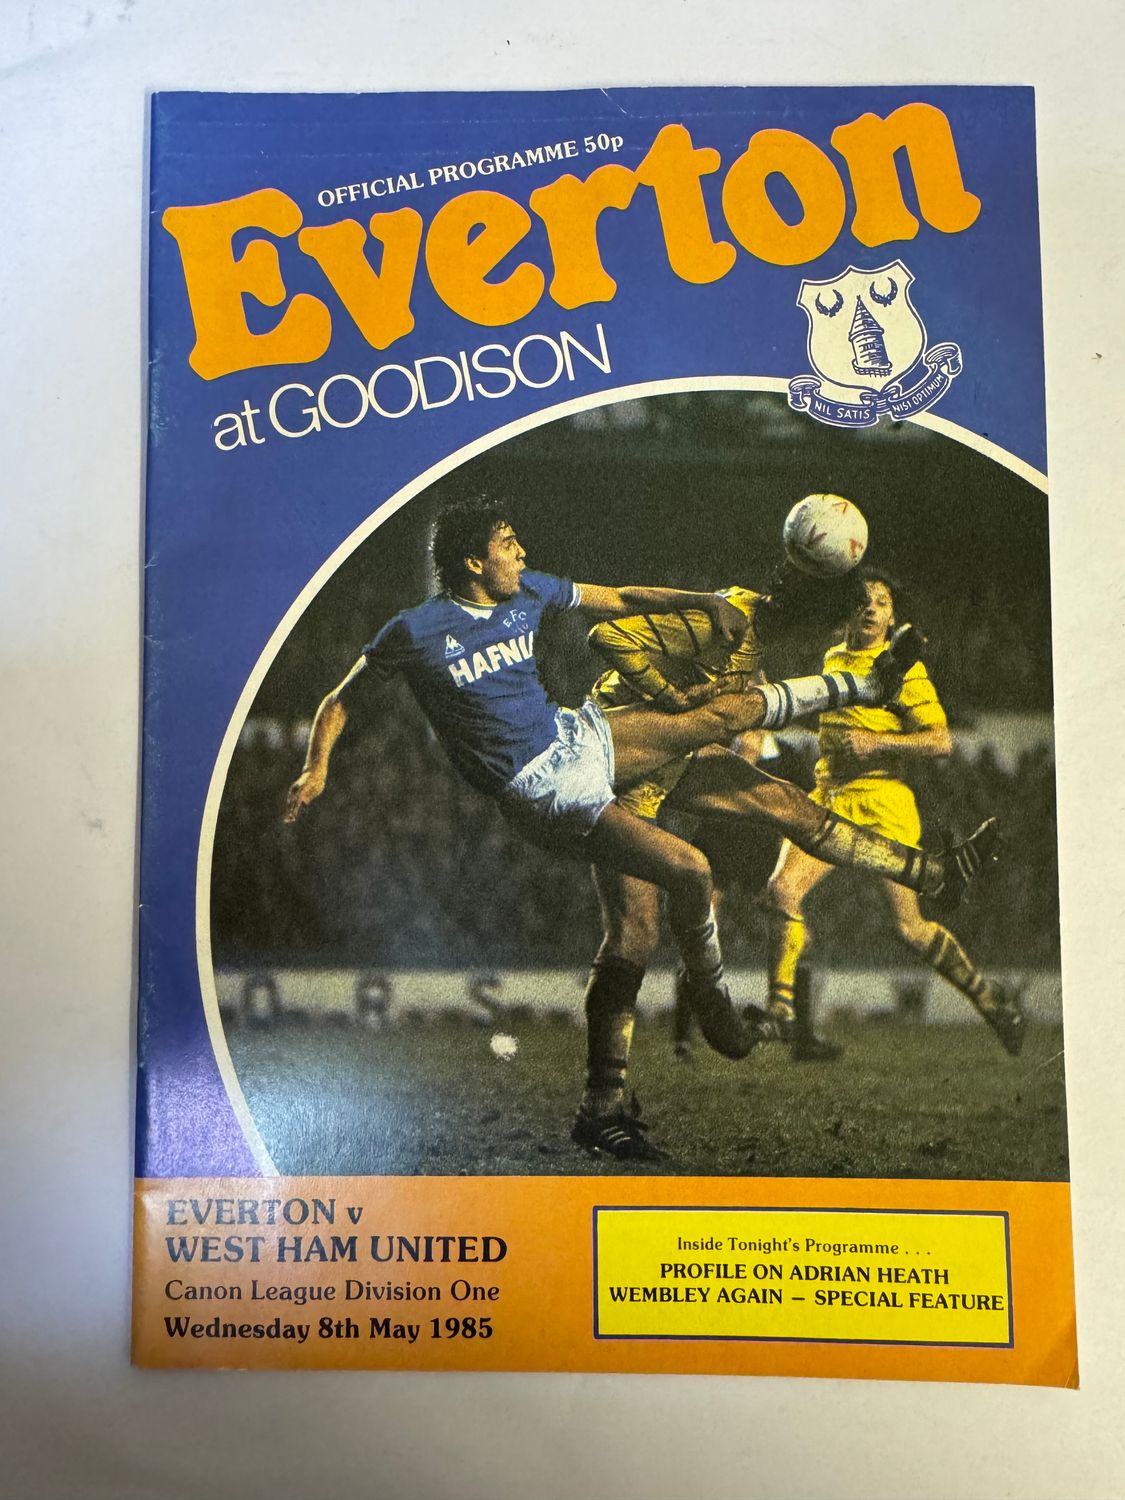 OFFICIAL PROGRAMME 50p
Everton
at GOODISON
NIL SATIS NISI OPTIMUM
EFC
HAFNIA
EVERTON v
WEST HAM UNITED
Canon League Division One
Wednesday 8th May 1985
Inside Tonight's Programme . . .
PROFILE ON ADRIAN HEATH
WEMBLEY AGAIN – SPECIAL FEATURE